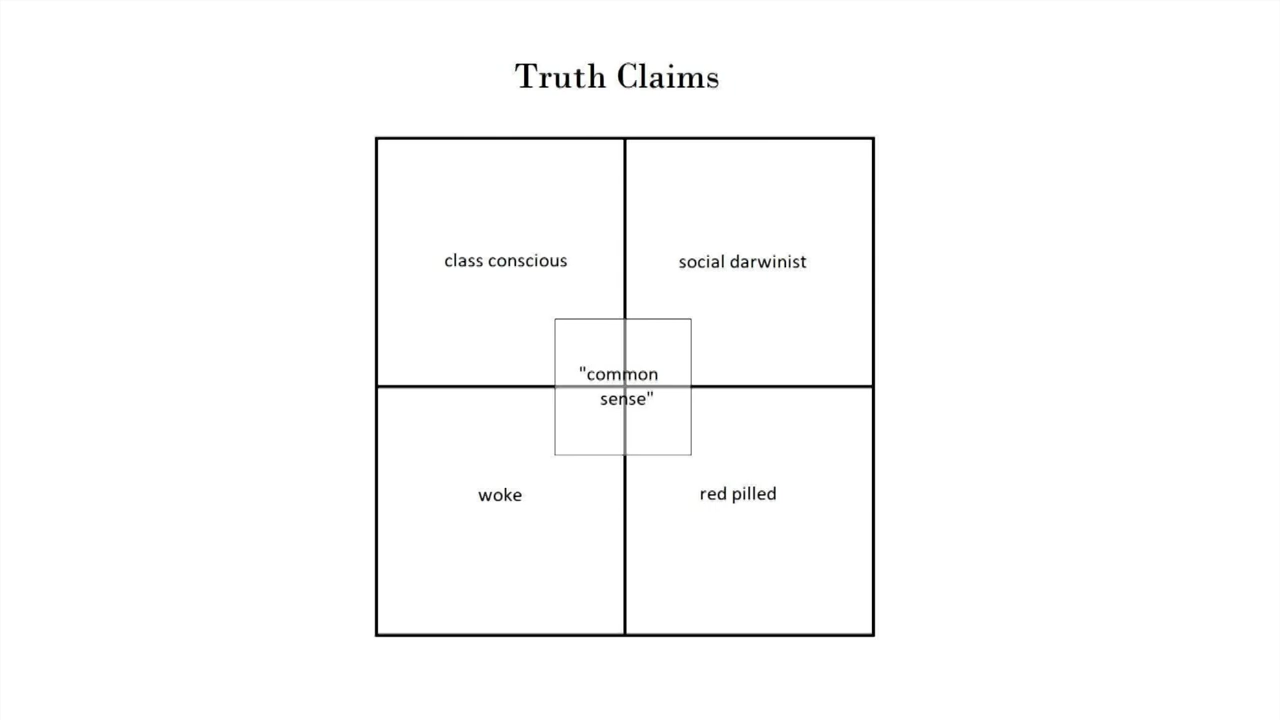 Truth Claims
class conscious
social darwinist
"common
sense"
woke
red pilled